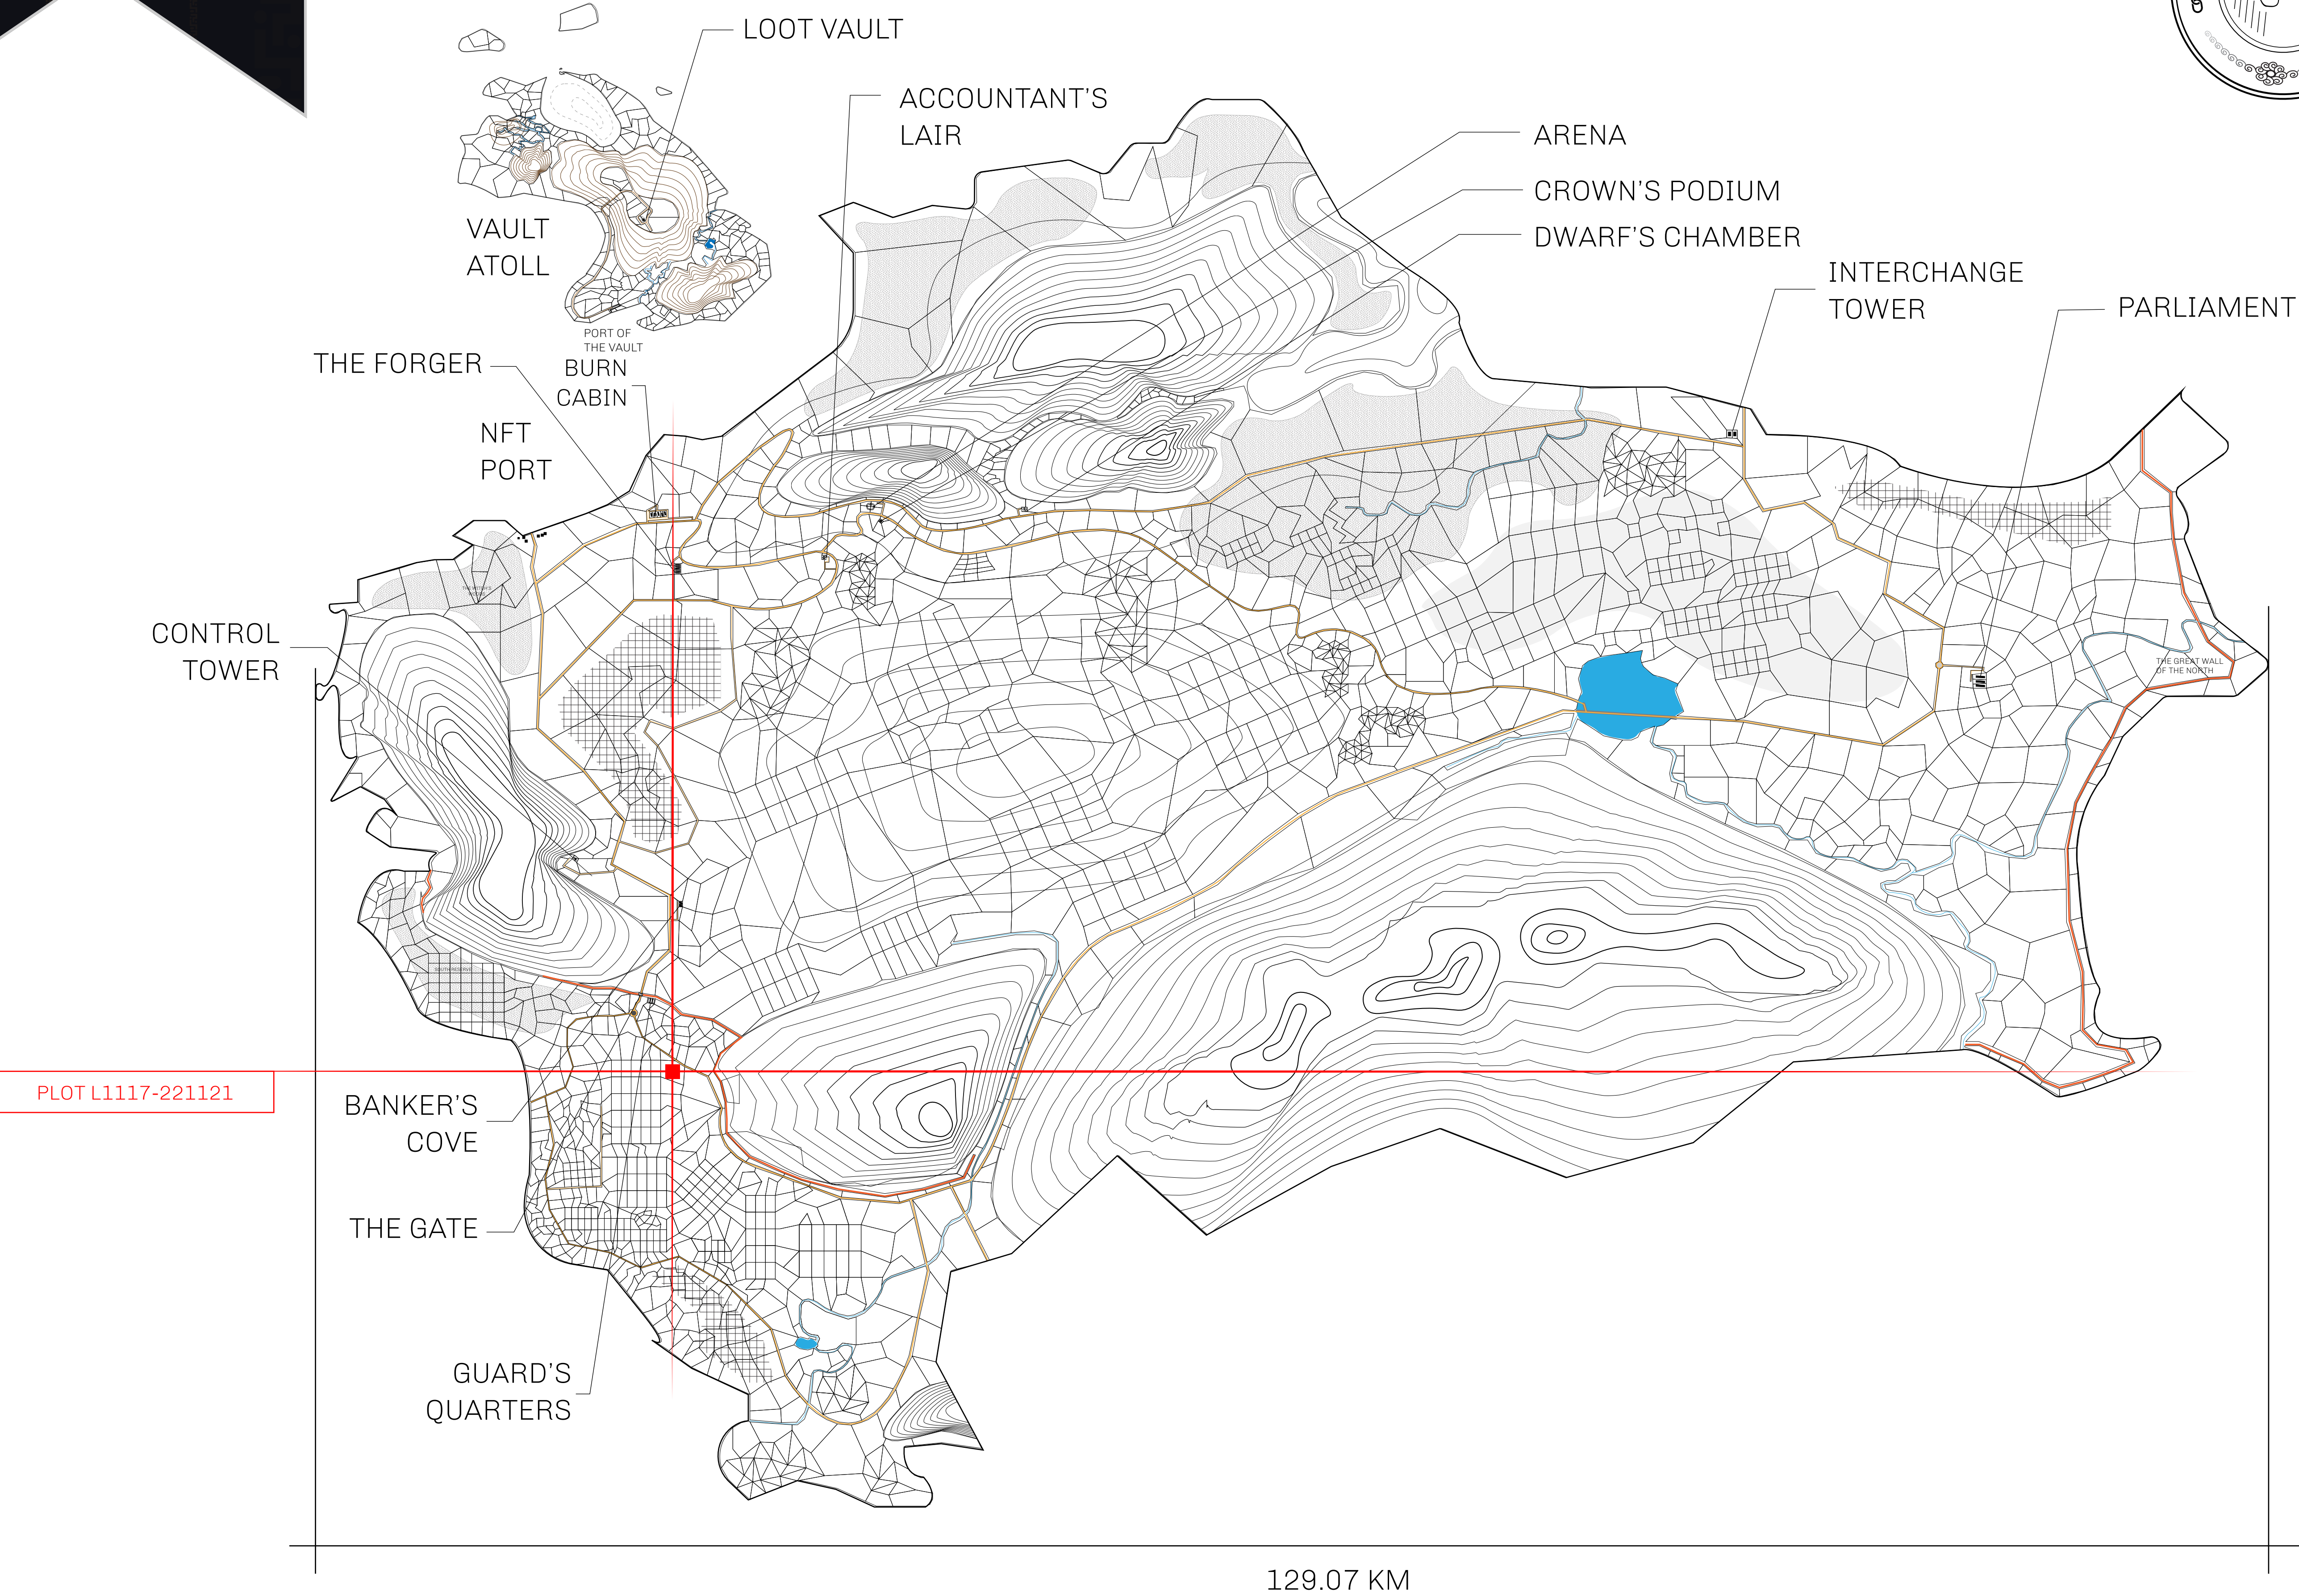 LOOT VAULT
ACCOUNTANT'S
LAIR
ARENA
CROWN'S PODIUM
DWARF'S CHAMBER
VAULT
ATOLL
INTERCHANGE
TOWER
PARLIAMENT
PORT OF
THE VAULT
THE FORGER
BURN
CABIN
NFT
PORT
CONTROL
TOWER
THE GREAT WALL
OF THE NORTH
SOUTH RESERVE
PLOT L1117-221121
BANKER'S
COVE
THE GATE
GUARD'S
QUARTERS
129.07 KM